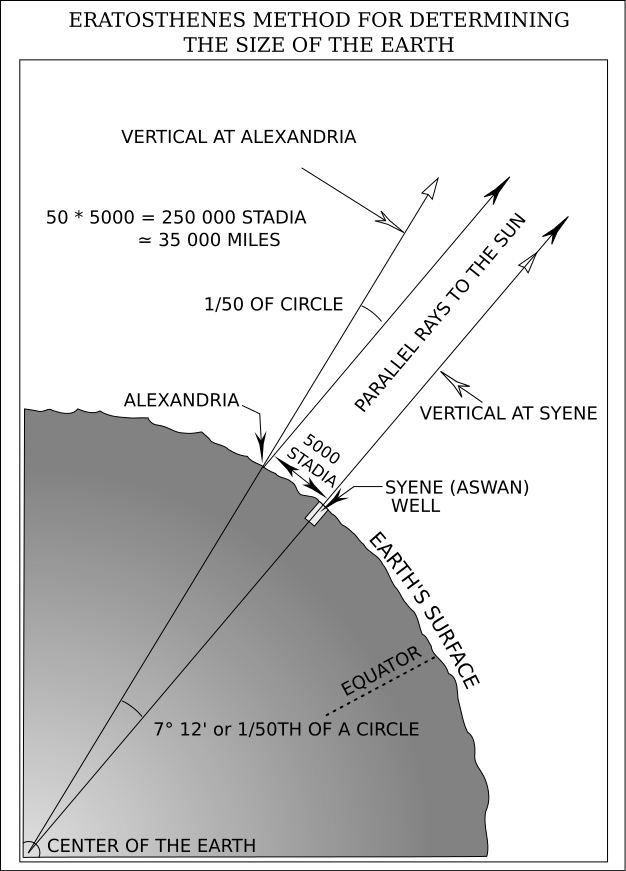 ERATOSTHENES METHOD FOR DETERMINING
THE SIZE OF THE EARTH
VERTICAL AT ALEXANDRIA
50 * 5000 = 250 000 STADIA
≃ 35 000 MILES
1/50 OF CIRCLE
PARALLEL RAYS TO THE SUN
ALEXANDRIA
VERTICAL AT SYENE
5000
STADIA
SYENE (ASWAN)
WELL
EARTH'S SURFACE
EQUATOR
7° 12' or 1/50TH OF A CIRCLE
CENTER OF THE EARTH